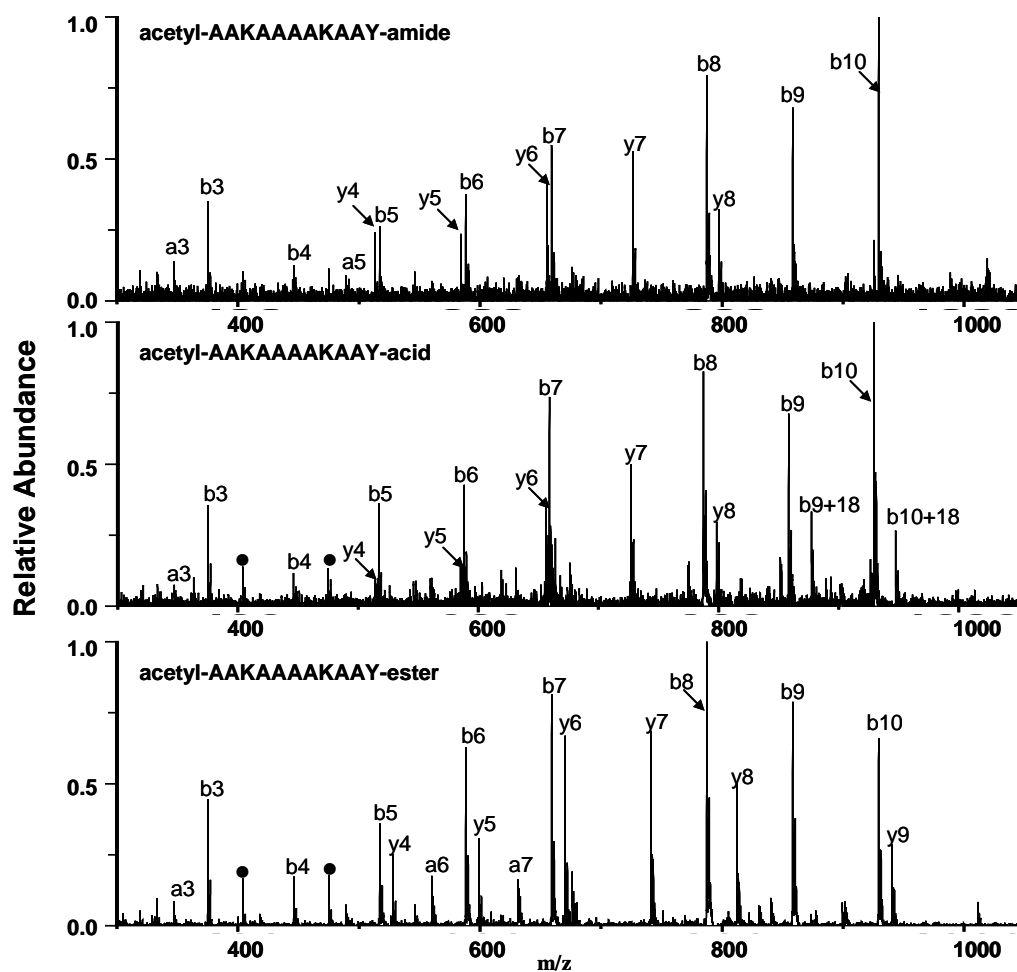 1.0
acetyl-AAKAAAAKAAY-amide
b10
b8
b9
b7
y6
y7
0.5
b3
y4
y5
b6
b5
y8
a3
b4
a5
0.0
400
600
800
1000
1.0
acetyl-AAKAAAAKAAY-acid
b8
b10
b7
b9
0.5
b3
b5
b6
y6
y7
y8
b9+18
b10+18
a3
b4
y4
y5
0.0
400
600
800
1000
1.0
acetyl-AAKAAAAKAAY-ester
b7
b8
b9
b6
y6
y7
b10
0.5
b3
b5
y4
y5
y8
y9
a3
b4
a6
a7
0.0
400
600
800
1000
m/z
Relative Abundance